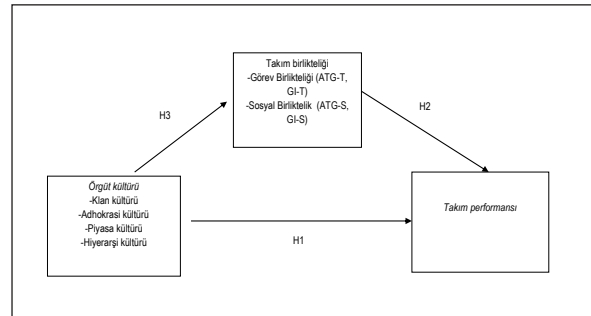 Takım birlikteliği
-Görev Birlikteliği (ATG-T,
GI-T)
-Sosyal Birliktelik (ATG-S,
GI-S)
H3
H2
Örgüt kültürü
-Klan kültürü
-Adhokrasi kültürü
-Piyasa kültürü
-Hiyerarşi kültürü
Takım performansı
H1